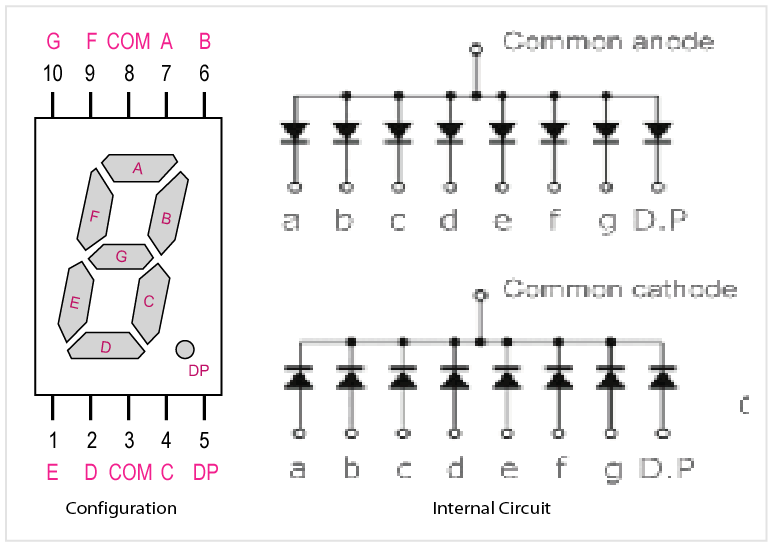 G F COM A B
10 9 8 7 6
A
F
B
G
E
C
D
DP
1 2 3 4 5
E D COM C DP
Configuration
Common anode
a b c d e f g D.P
Common cathode
a b c d e f g D.P
Internal Circuit